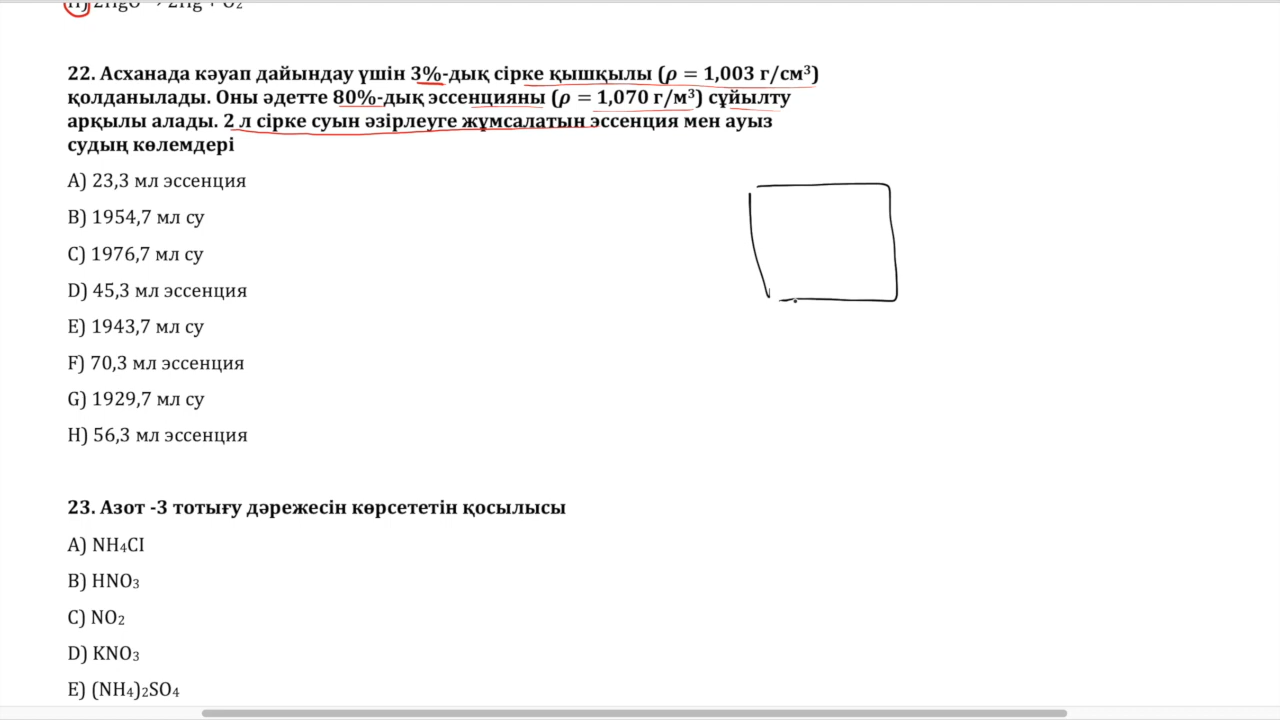 H) 2HgO → 2Hg + O₂
22. Асханада кәуап дайындау үшін 3%-дық сірке қышқылы (ρ = 1,003 г/см³)
қолданылады. Оны әдетте 80%-дық эссенцияны (ρ = 1,070 г/м³) сұйылту
арқылы алады. 2 л сірке суын әзірлеуге жұмсалатын эссенция мен ауыз
судың көлемдері
A) 23,3 мл эссенция
B) 1954,7 мл су
C) 1976,7 мл су
D) 45,3 мл эссенция
E) 1943,7 мл су
F) 70,3 мл эссенция
G) 1929,7 мл су
H) 56,3 мл эссенция
23. Азот -3 тотығу дәрежесін көрсететін қосылысы
A) NH₄CI
B) HNO₃
C) NO₂
D) KNO₃
E) (NH₄)₂SO₄